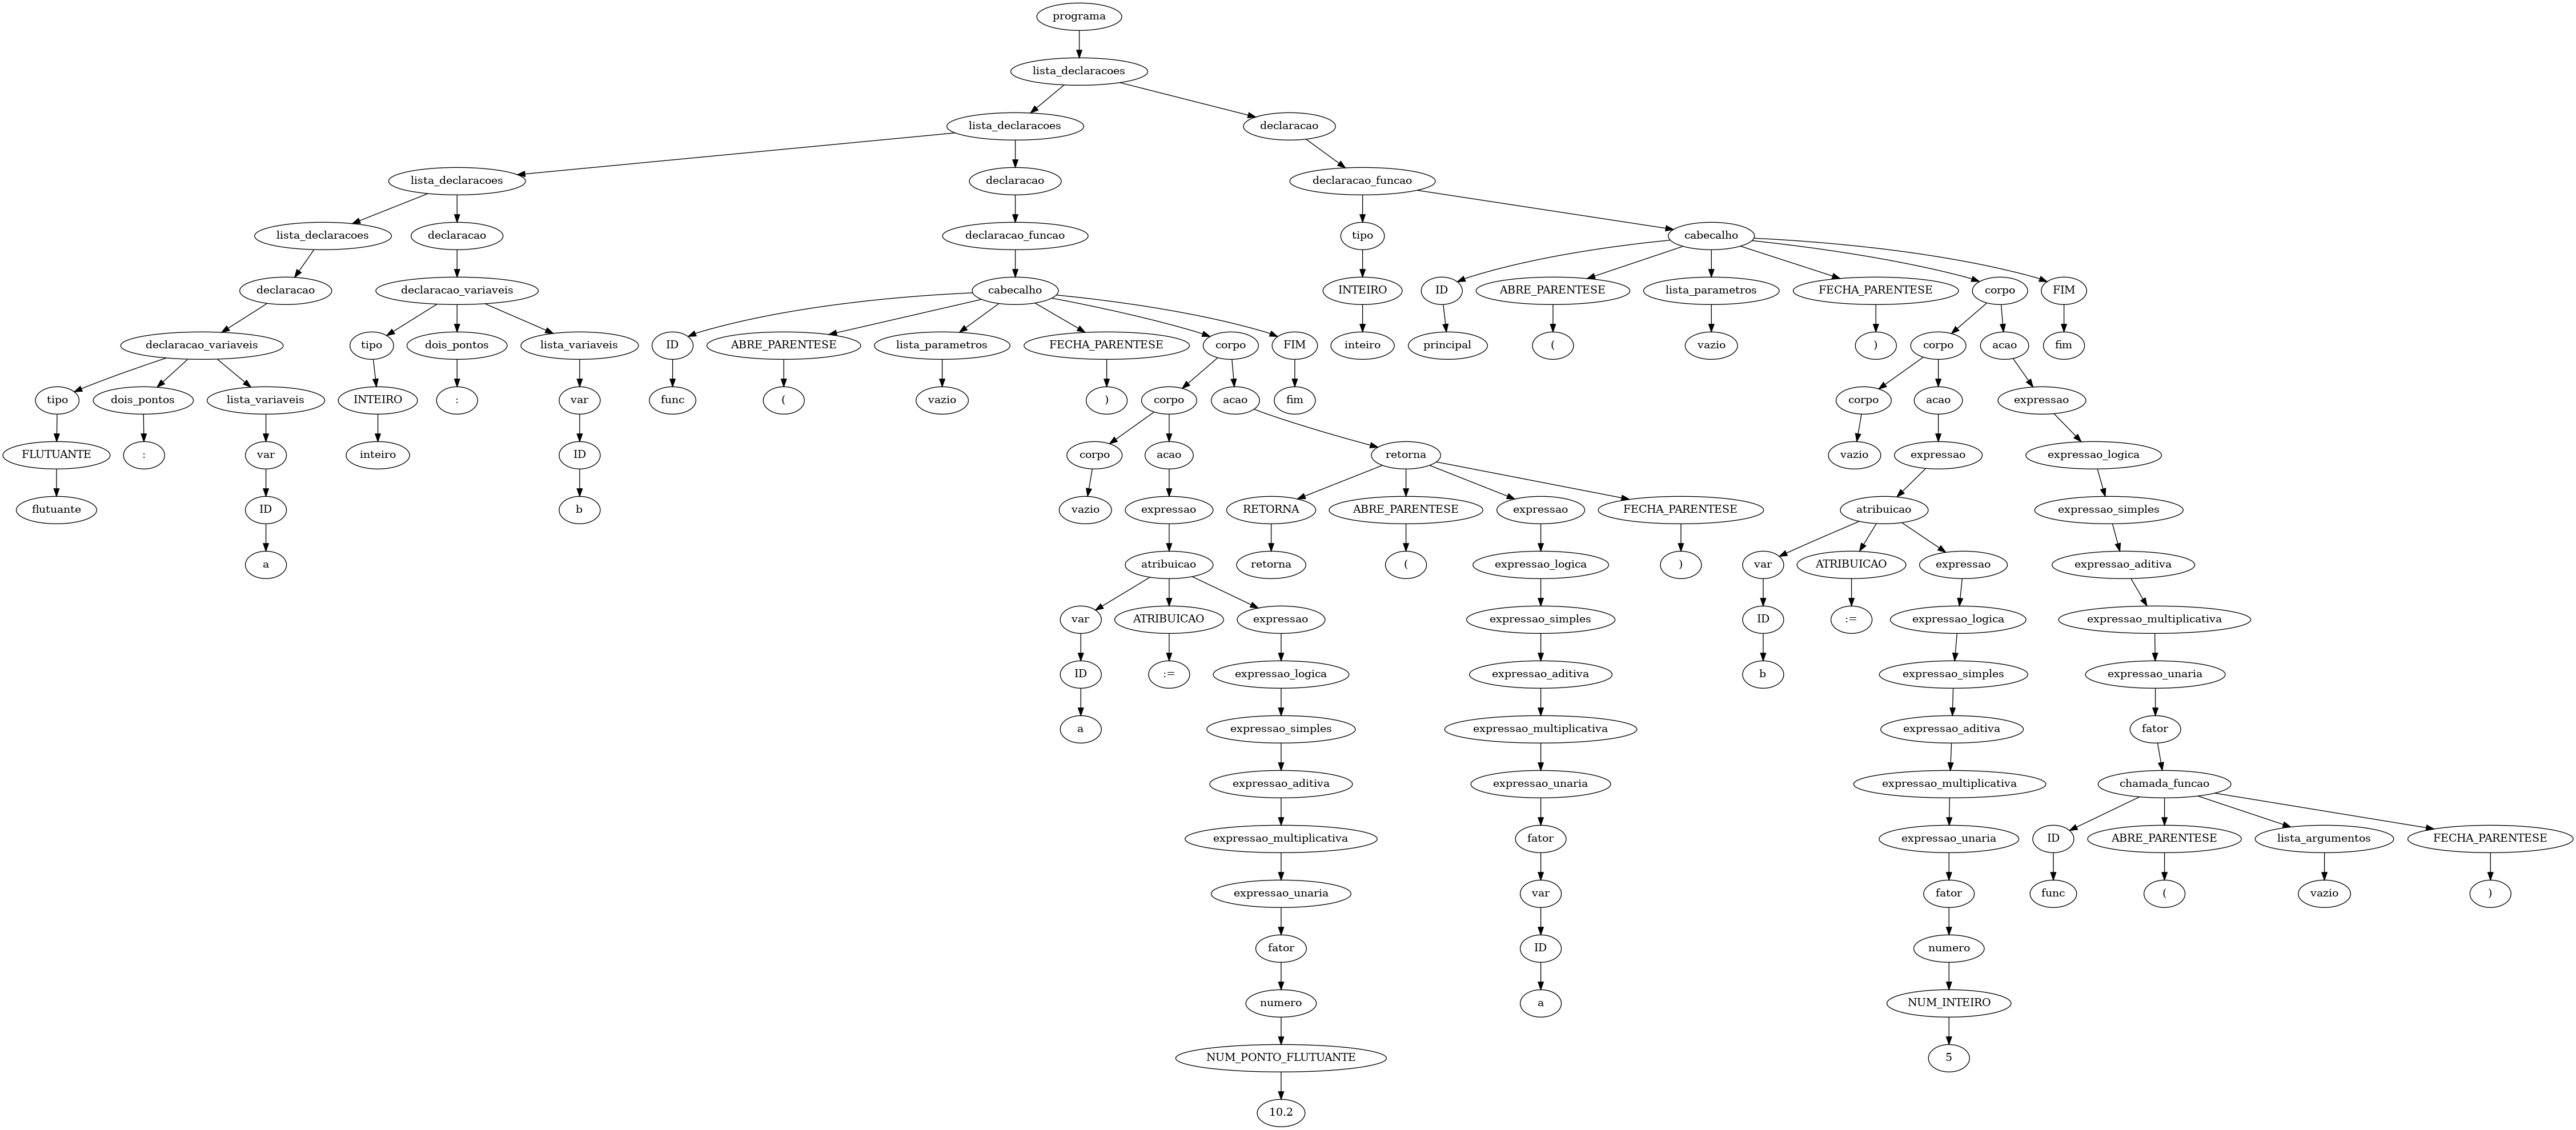 programa
lista_declaracoes
lista_declaracoes declaracao
lista_declaracoes declaracao declaracao_funcao
lista_declaracoes declaracao declaracao_funcao tipo cabecalho
declaracao declaracao_variaveis cabecalho INTEIRO ID ABRE_PARENTESE lista_parametros FECHA_PARENTESE corpo FIM
declaracao_variaveis tipo dois_pontos lista_variaveis ID ABRE_PARENTESE lista_parametros FECHA_PARENTESE corpo FIM inteiro principal ( vazio ) corpo acao fim
tipo dois_pontos lista_variaveis INTEIRO : var func ( vazio ) corpo acao fim corpo acao expressao
FLUTUANTE : var inteiro ID corpo acao retorna vazio expressao expressao_logica
flutuante ID b vazio expressao RETORNA ABRE_PARENTESE expressao FECHA_PARENTESE atribuicao expressao_simples
a atribuicao retorna ( expressao_logica ) var ATRIBUICAO expressao expressao_aditiva
var ATRIBUICAO expressao expressao_simples ID := expressao_logica expressao_multiplicativa
ID := expressao_logica expressao_aditiva b expressao_simples expressao_unaria
a expressao_simples expressao_multiplicativa expressao_aditiva fator
expressao_aditiva expressao_unaria expressao_multiplicativa chamada_funcao
expressao_multiplicativa fator expressao_unaria ID ABRE_PARENTESE lista_argumentos FECHA_PARENTESE
expressao_unaria var fator func ( vazio )
fator ID numero
numero a NUM_INTEIRO
NUM_PONTO_FLUTUANTE 5
10.2